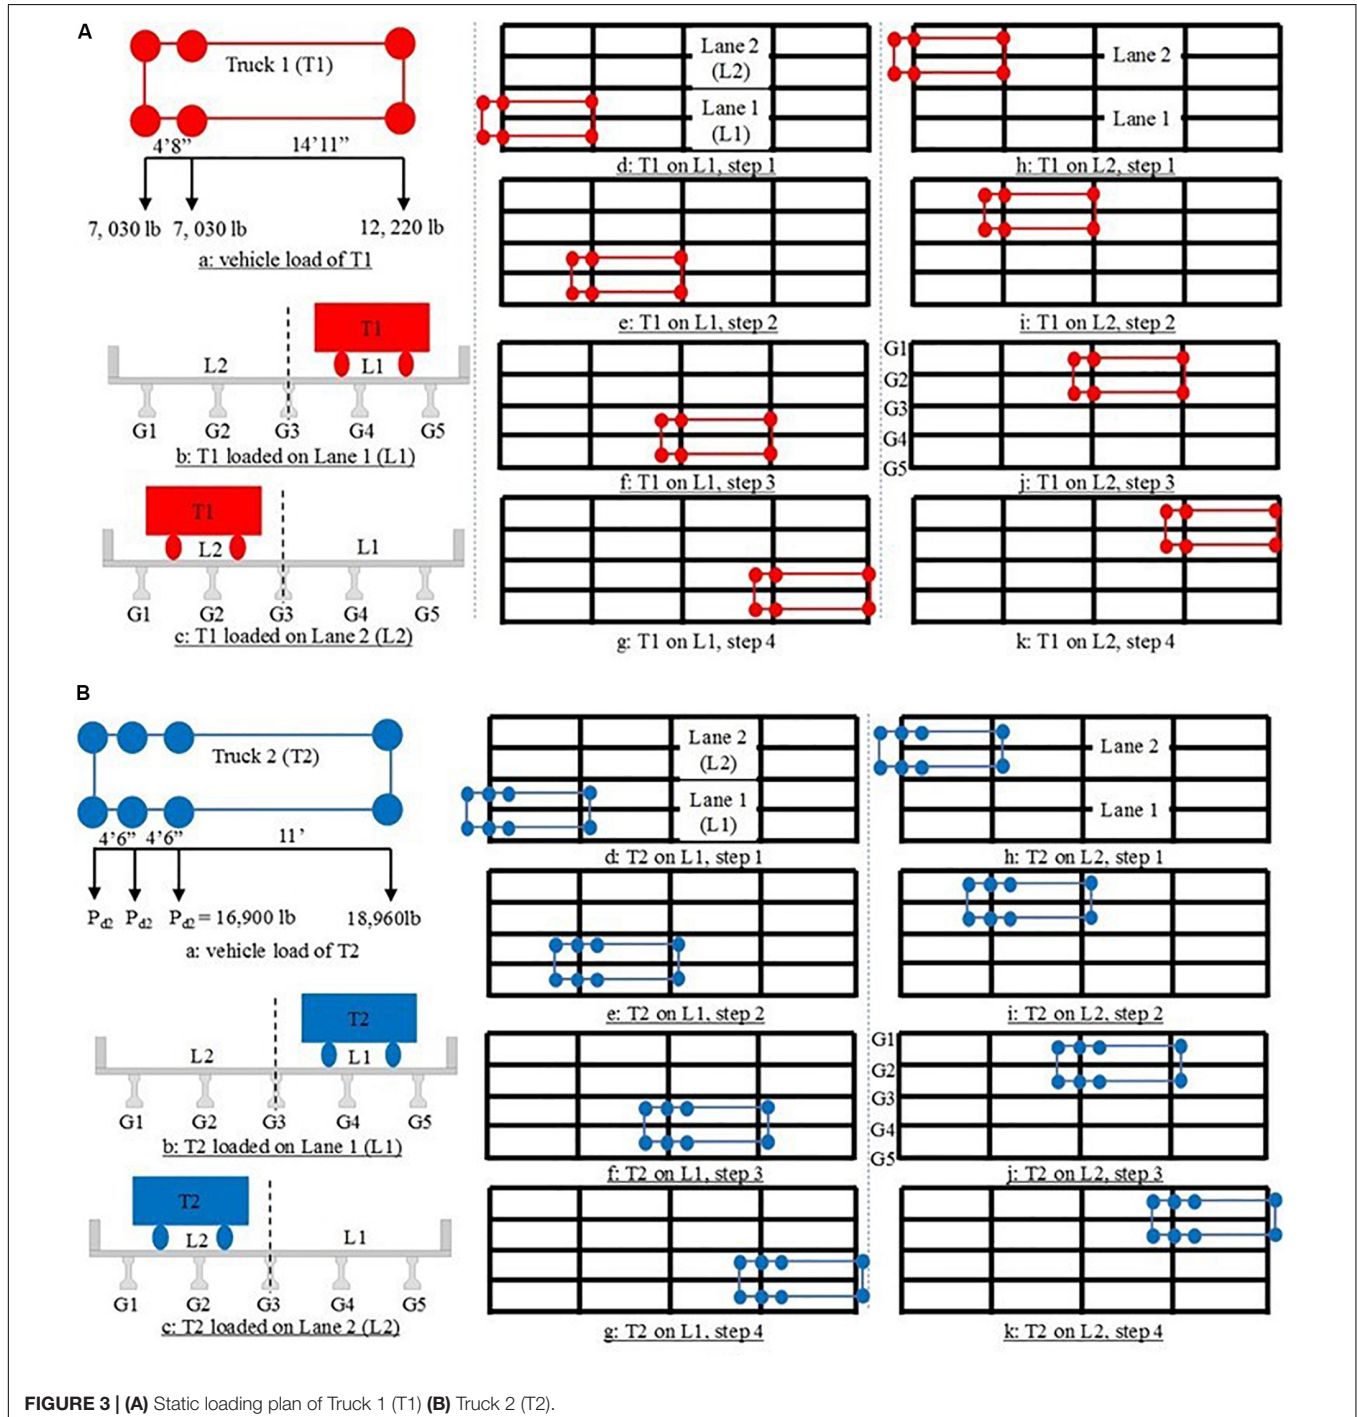 A
Truck 1 (T1)
4’8”
14’11”
7, 030 lb
7, 030 lb
12, 220 lb
a: vehicle load of T1
T1
L2
L1
G1
G2
G3
G4
G5
b: T1 loaded on Lane 1 (L1)
T1
L2
L1
G1
G2
G3
G4
G5
c: T1 loaded on Lane 2 (L2)
Lane 2
(L2)
Lane 1
(L1)
d: T1 on L1, step 1
e: T1 on L1, step 2
f: T1 on L1, step 3
g: T1 on L1, step 4
Lane 2
Lane 1
h: T1 on L2, step 1
i: T1 on L2, step 2
G1
G2
G3
G4
G5
j: T1 on L2, step 3
k: T1 on L2, step 4
B
Truck 2 (T2)
4’6”
4’6”
11’
Pd2
Pd2
Pd2 = 16,900 lb
18,960lb
a: vehicle load of T2
T2
L2
L1
G1
G2
G3
G4
G5
b: T2 loaded on Lane 1 (L1)
T2
L2
L1
G1
G2
G3
G4
G5
c: T2 loaded on Lane 2 (L2)
Lane 2
(L2)
Lane 1
(L1)
d: T2 on L1, step 1
e: T2 on L1, step 2
f: T2 on L1, step 3
g: T2 on L1, step 4
Lane 2
Lane 1
h: T2 on L2, step 1
i: T2 on L2, step 2
G1
G2
G3
G4
G5
j: T2 on L2, step 3
k: T2 on L2, step 4
FIGURE 3 | (A) Static loading plan of Truck 1 (T1) (B) Truck 2 (T2).